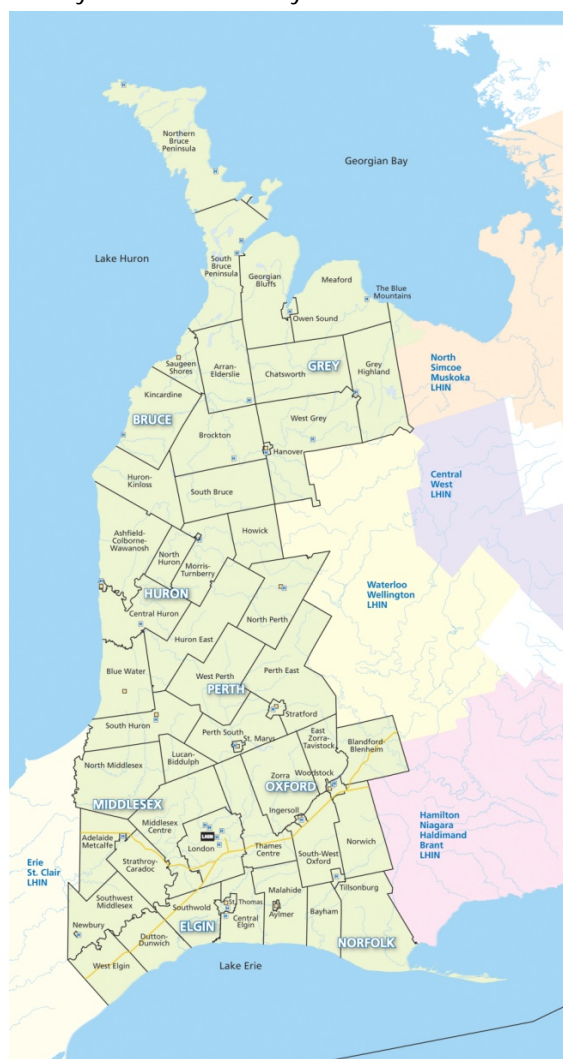 Northern
Bruce
Peninsula
Georgian Bay
Lake Huron
South
Bruce
Peninsula
Georgian
Bluffs
Meaford
The Blue
Mountains
Owen Sound
Saugeen
Shores
Arran-
Elderslie
Chatsworth
GREY
Grey
Highland
North
Simcoe
Muskoka
LHIN
Kincardine
BRUCE
West Grey
Brockton
Hanover
Central
West
LHIN
Huron-
Kinloss
South Bruce
Ashfield-
Colborne-
Wawanosh
North
Huron
Howick
Morris-
Turnberry
HURON
Waterloo
Wellington
LHIN
Central Huron
North Perth
Huron East
Blue Water
West Perth
Perth East
PERTH
Stratford
South Huron
Perth South
St. Marys
East
Zorra-
Tavistock
Blandford-
Blenheim
North Middlesex
Lucan-
Biddulph
Zorra
Woodstock
OXFORD
MIDDLESEX
Middlesex
Centre
Ingersoll
Hamilton
Niagara
Haldimand
Brant
LHIN
Adelaide
Metcalfe
LHIN
London
Thames
Centre
Norwich
Erie
St. Clair
LHIN
Strathroy-
Caradoc
South-West
Oxford
Tillsonburg
Southwest
Middlesex
Southwold
St. Thomas
Malahide
Newbury
ELGIN
Central
Elgin
Aylmer
Bayham
Dutton-
Dunwich
NORFOLK
West Elgin
Lake Erie